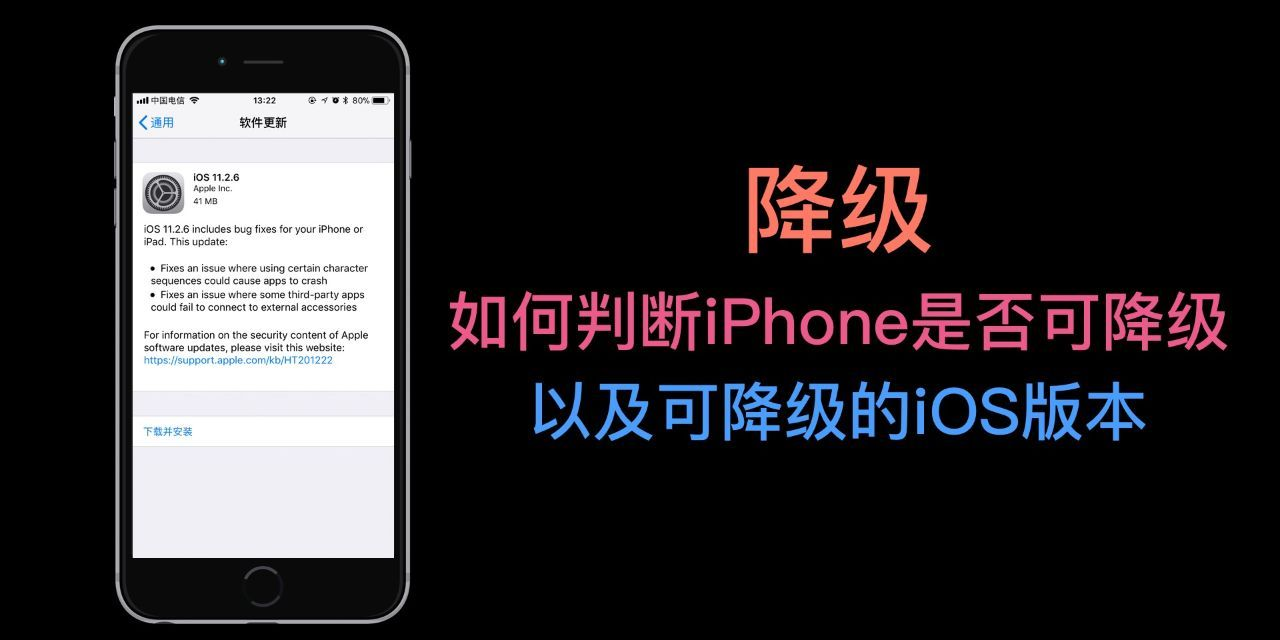 中国电信 13:22 80%
通用 软件更新
iOS 11.2.6
Apple Inc.
41 MB
iOS 11.2.6 includes bug fixes for your iPhone or
iPad. This update:
• Fixes an issue where using certain character
sequences could cause apps to crash
• Fixes an issue where some third-party apps
could fail to connect to external accessories
For information on the security content of Apple
software updates, please visit this website:
https://support.apple.com/kb/HT201222
下载并安装
降级
如何判断iPhone是否可降级
以及可降级的iOS版本